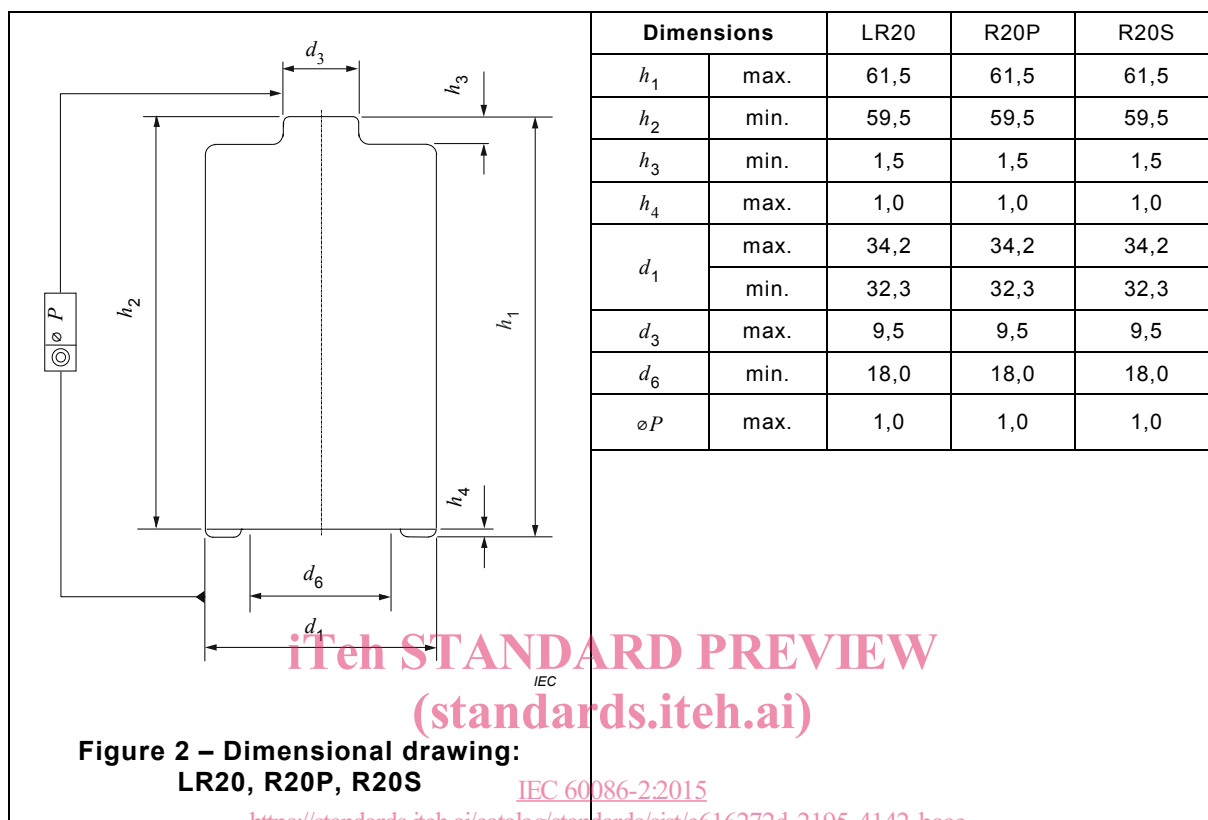 Dimensions LR20 R20P R20S
h1 max. 61,5 61,5 61,5
h2 min. 59,5 59,5 59,5
h3 min. 1,5 1,5 1,5
h4 max. 1,0 1,0 1,0
d1 max. 34,2 34,2 34,2
min. 32,3 32,3 32,3
d3 max. 9,5 9,5 9,5
d6 min. 18,0 18,0 18,0
⌀P max. 1,0 1,0 1,0
d3
h3
h2
h1
⌀ P
h4
d6
d1
IEC
iTeh STANDARD PREVIEW
(standards.iteh.ai)
Figure 2 – Dimensional drawing:
LR20, R20P, R20S
IEC 60086-2:2015